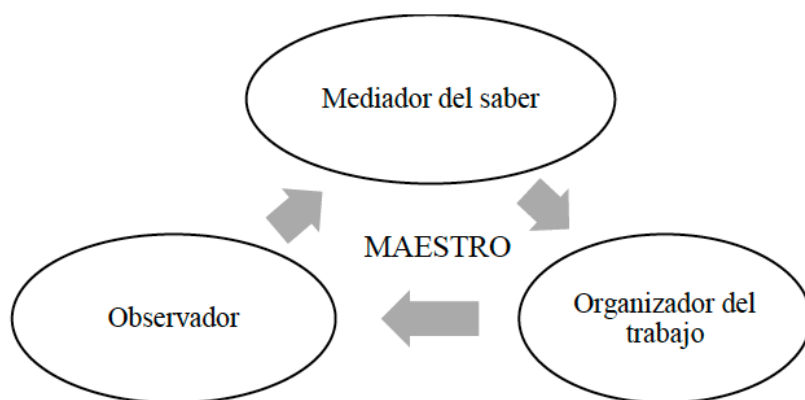 Mediador del saber
MAESTRO
Observador
Organizador del
trabajo